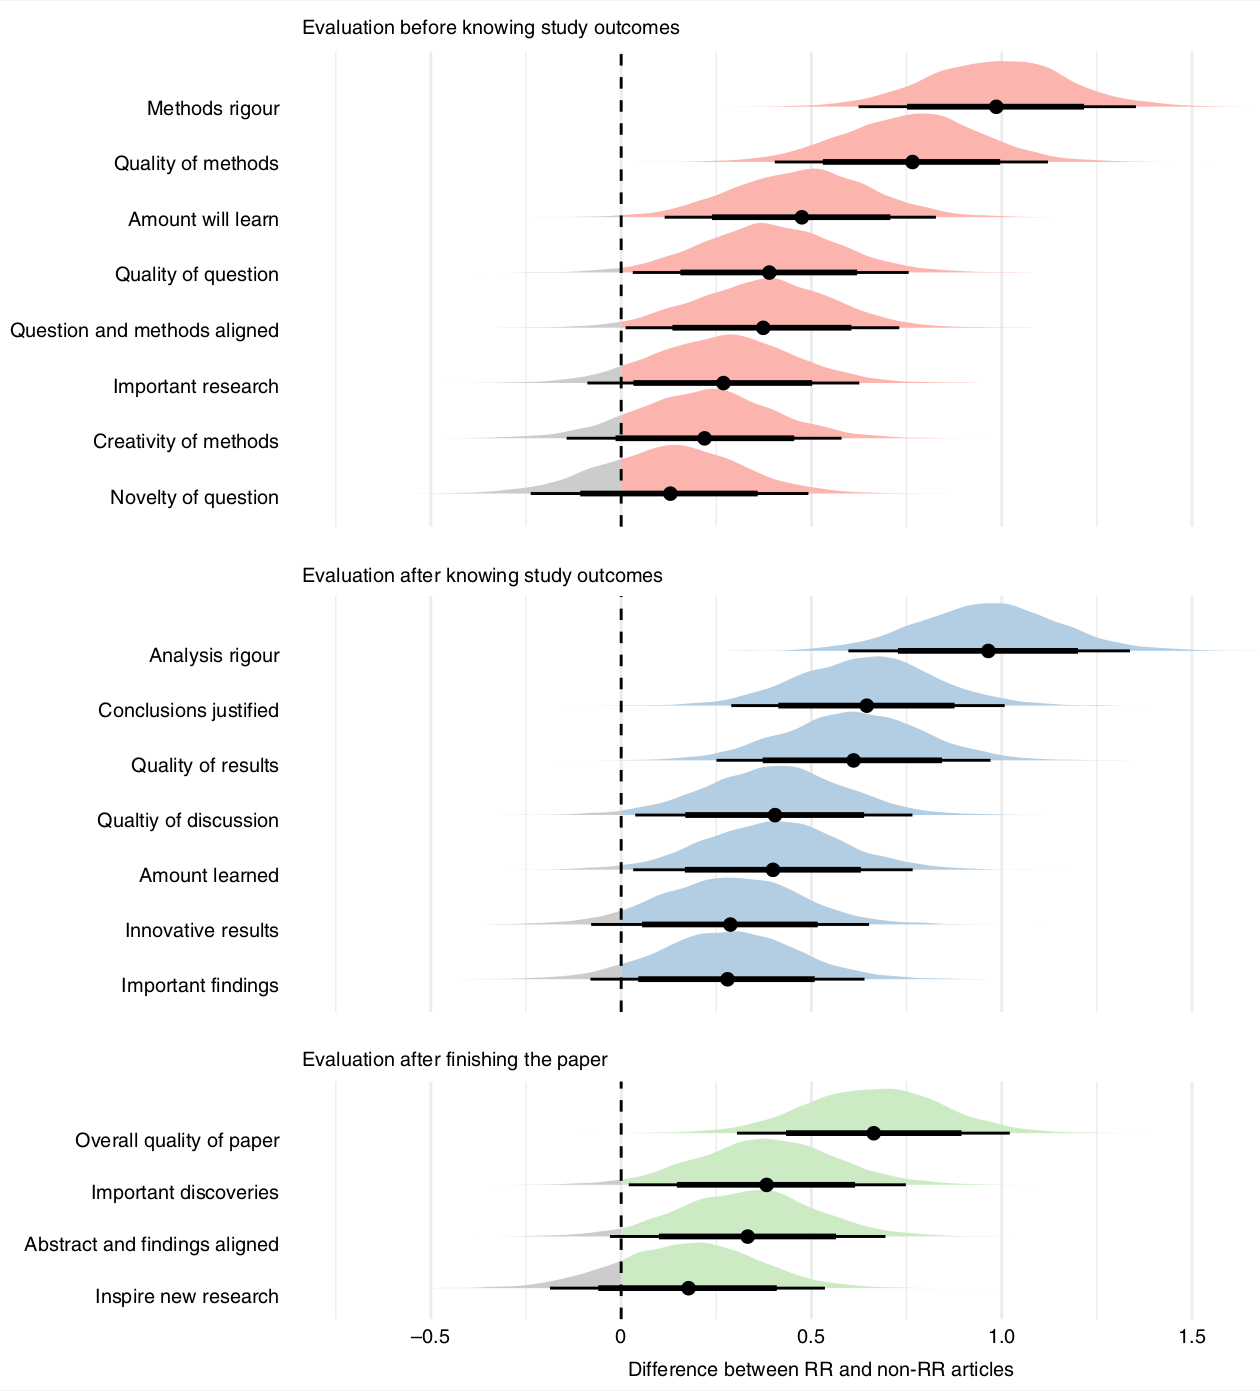 Evaluation before knowing study outcomes
Methods rigour
Quality of methods
Amount will learn
Quality of question
Question and methods aligned
Important research
Creativity of methods
Novelty of question
Evaluation after knowing study outcomes
Analysis rigour
Conclusions justified
Quality of results
Qualtiy of discussion
Amount learned
Innovative results
Important findings
Evaluation after finishing the paper
Overall quality of paper
Important discoveries
Abstract and findings aligned
Inspire new research
–0.5 0 0.5 1.0 1.5
Difference between RR and non-RR articles